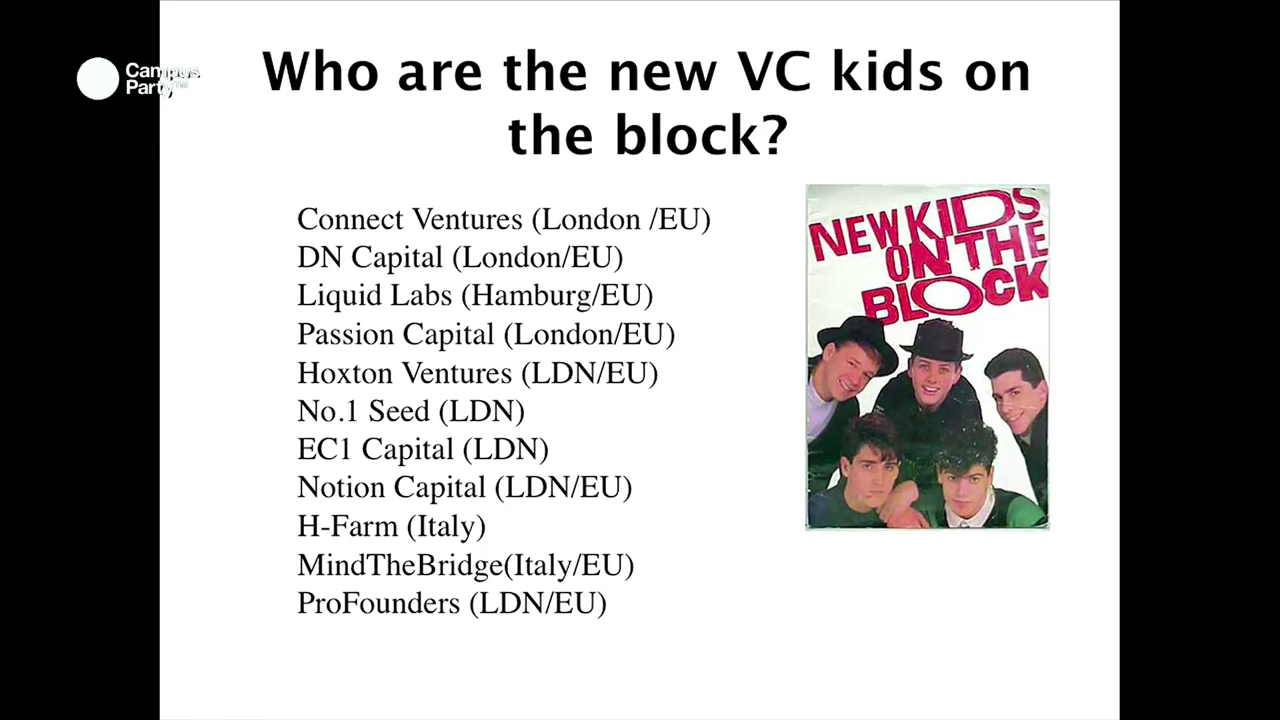 Campus
Party™
Who are the new VC kids on
the block?
Connect Ventures (London /EU)
DN Capital (London/EU)
Liquid Labs (Hamburg/EU)
Passion Capital (London/EU)
Hoxton Ventures (LDN/EU)
No.1 Seed (LDN)
EC1 Capital (LDN)
Notion Capital (LDN/EU)
H-Farm (Italy)
MindTheBridge(Italy/EU)
ProFounders (LDN/EU)
NEW KIDS
ON THE
BLOCK